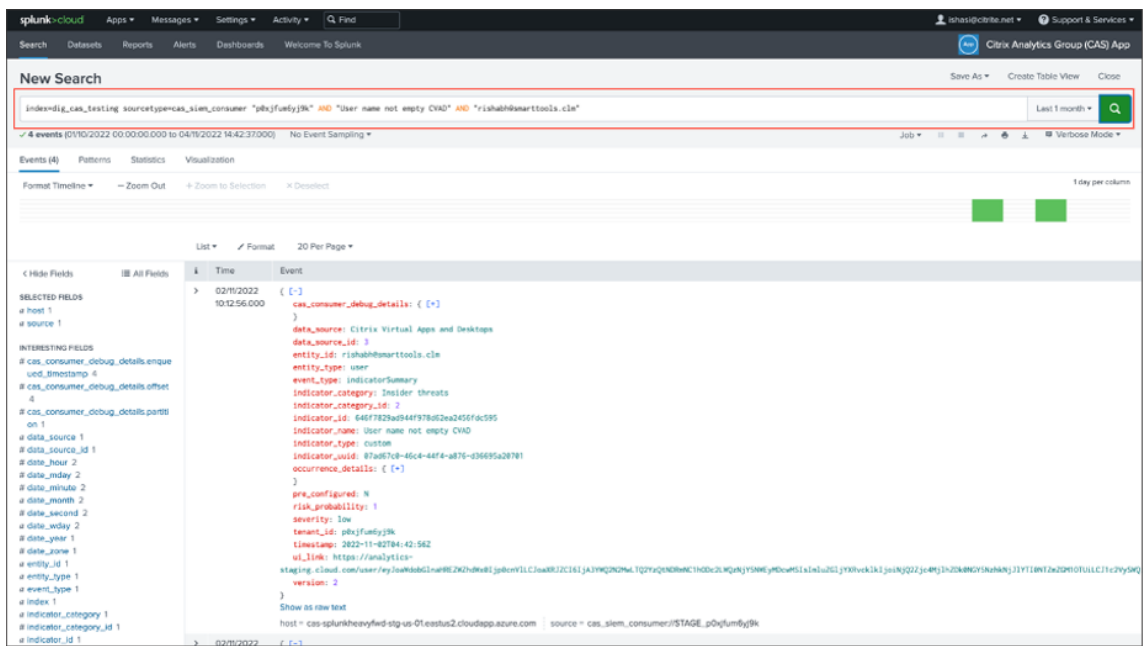 splunk>cloud Apps ▾ Messages ▾ Settings ▾ Activity ▾ Find ishasi@citrite.net ▾ Support & Services ▾
Search Datasets Reports Alerts Dashboards Welcome To Splunk App Citrix Analytics Group (CAS) App
New Search Save As ▾ Create Table View Close
index=dig_cas_testing sourcetype=cas_siem_consumer "p0xjfum6yj9k" AND "User name not empty CVAD" AND "rishabh@smarttools.clm" Last 1 month ▾
✓ 4 events (01/10/2022 00:00:00.000 to 04/11/2022 14:42:37.000) No Event Sampling ▾ Job ▾ Verbose Mode ▾
Events (4) Patterns Statistics Visualization
Format Timeline ▾ — Zoom Out + Zoom to Selection × Deselect 1 day per column
List ▾ Format 20 Per Page ▾
< Hide Fields All Fields i Time Event
SELECTED FIELDS
a host 1
a source 1
INTERESTING FIELDS
# cas_consumer_debug_details.enque
ued_timestamp 4
# cas_consumer_debug_details.offset
4
# cas_consumer_debug_details.partiti
on 1
a data_source 1
# data_source_id 1
# date_hour 2
# date_mday 2
# date_minute 2
a date_month 2
# date_second 2
a date_wday 2
# date_year 1
# date_zone 1
a entity_id 1
a entity_type 1
a event_type 1
a index 1
a indicator_category 1
# indicator_category_id 1
a indicator_id 1
> 02/11/2022 { [-]
10:12:56.000 cas_consumer_debug_details: { [+]
}
data_source: Citrix Virtual Apps and Desktops
data_source_id: 3
entity_id: rishabh@smarttools.clm
entity_type: user
event_type: indicatorSummary
indicator_category: Insider threats
indicator_category_id: 2
indicator_id: 646f7829ad944f978d62ea2456fdc595
indicator_name: User name not empty CVAD
indicator_type: custom
indicator_uuid: 87ad67c0-46c4-44f4-a876-d36695a20701
occurrence_details: { [+]
}
pre_configured: N
risk_probability: 1
severity: low
tenant_id: p0xjfum6yj9k
timestamp: 2022-11-02T04:42:56Z
ui_link: https://analytics-
version: 2
}
Show as raw text
host = cas-splunkheavyfwd-stg-us-01.eastus2.cloudapp.azure.com source = cas_siem_consumer://STAGE_p0xjfum6yj9k
> 02/11/2022 { [-]